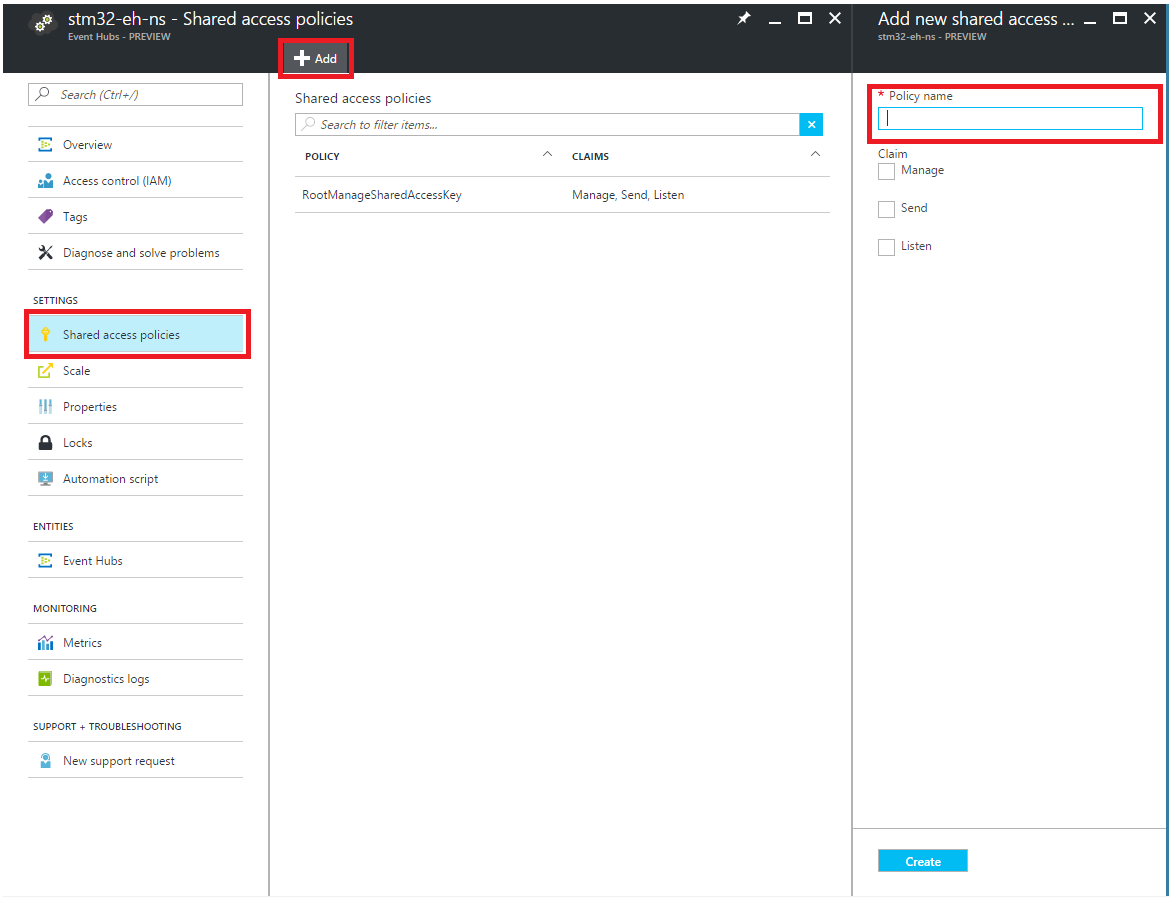 stm32-eh-ns - Shared access policies
Event Hubs - PREVIEW
Add
Search (Ctrl+/)
Overview
Access control (IAM)
Tags
Diagnose and solve problems
SETTINGS
Shared access policies
Scale
Properties
Locks
Automation script
ENTITIES
Event Hubs
MONITORING
Metrics
Diagnostics logs
SUPPORT + TROUBLESHOOTING
New support request
Shared access policies
Search to filter items...
POLICY CLAIMS
RootManageSharedAccessKey Manage, Send, Listen
Add new shared access ...
stm32-eh-ns - PREVIEW
* Policy name
Claim
Manage
Send
Listen
Create